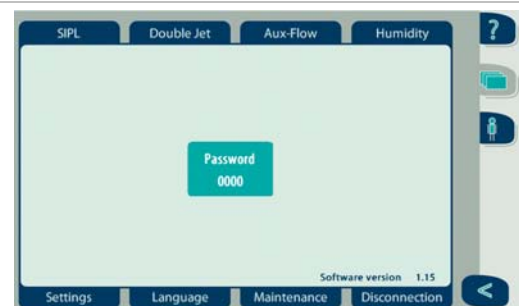 SIPL Double Jet Aux-Flow Humidity ?
Password
0000
Software version 1.15
Settings Language Maintenance Disconnection <